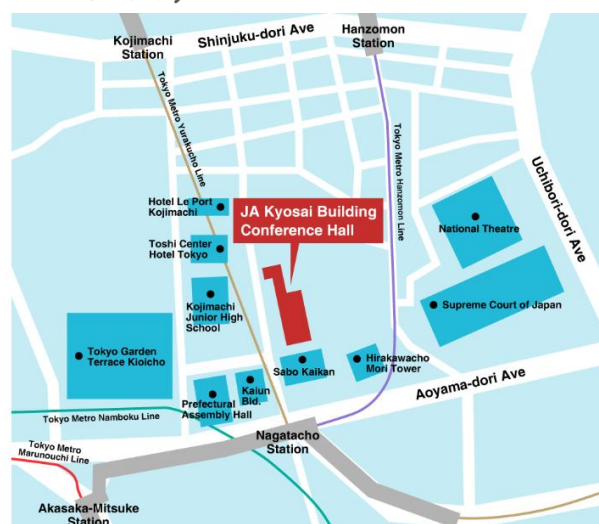 Kojimachi
Station
Shinjuku-dori Ave
Hanzomon
Station
Tokyo Metro Yurakucho Line
Tokyo Metro Hanzomon Line
Uchibori-dori Ave
Hotel Le Port
Kojimachi
JA Kyosai Building
Conference Hall
National Theatre
Toshi Center
Hotel Tokyo
Kojimachi
Junior High
School
Supreme Court of Japan
Tokyo Garden
Terrace Kioicho
Sabo Kaikan
Hirakawacho
Mori Tower
Aoyama-dori Ave
Kaiun
Bld.
Prefectural
Assembly Hall
Tokyo Metro Namboku Line
Nagatacho
Station
Tokyo Metro
Marunouchi Line
Akasaka-Mitsuke
Station